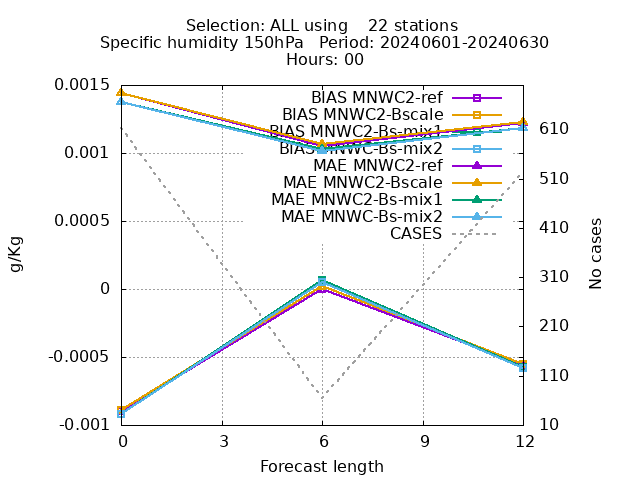 Selection: ALL using    22 stations
Specific humidity 150hPa   Period: 20240601-20240630
Hours: 00
g/Kg
0.0015
0.001
0.0005
0
-0.0005
-0.001
BIAS MNWC2-ref
BIAS MNWC2-Bscale
BIAS MNWC2-Bs-mix1
BIAS MNWC-Bs-mix2
MAE MNWC2-ref
MAE MNWC2-Bscale
MAE MNWC2-Bs-mix1
MAE MNWC-Bs-mix2
CASES
610
510
410
310
210
110
10
No cases
0 3 6 9 12
Forecast length